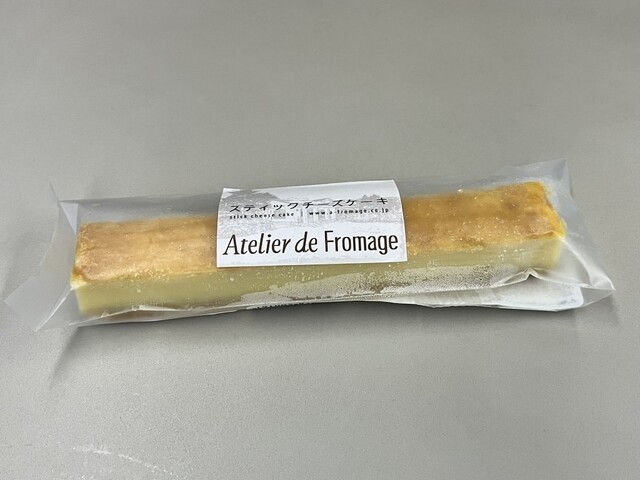 スティックチーズケーキ
stick cheese cake | www.a-fromage.co.jp
Atelier de Fromage